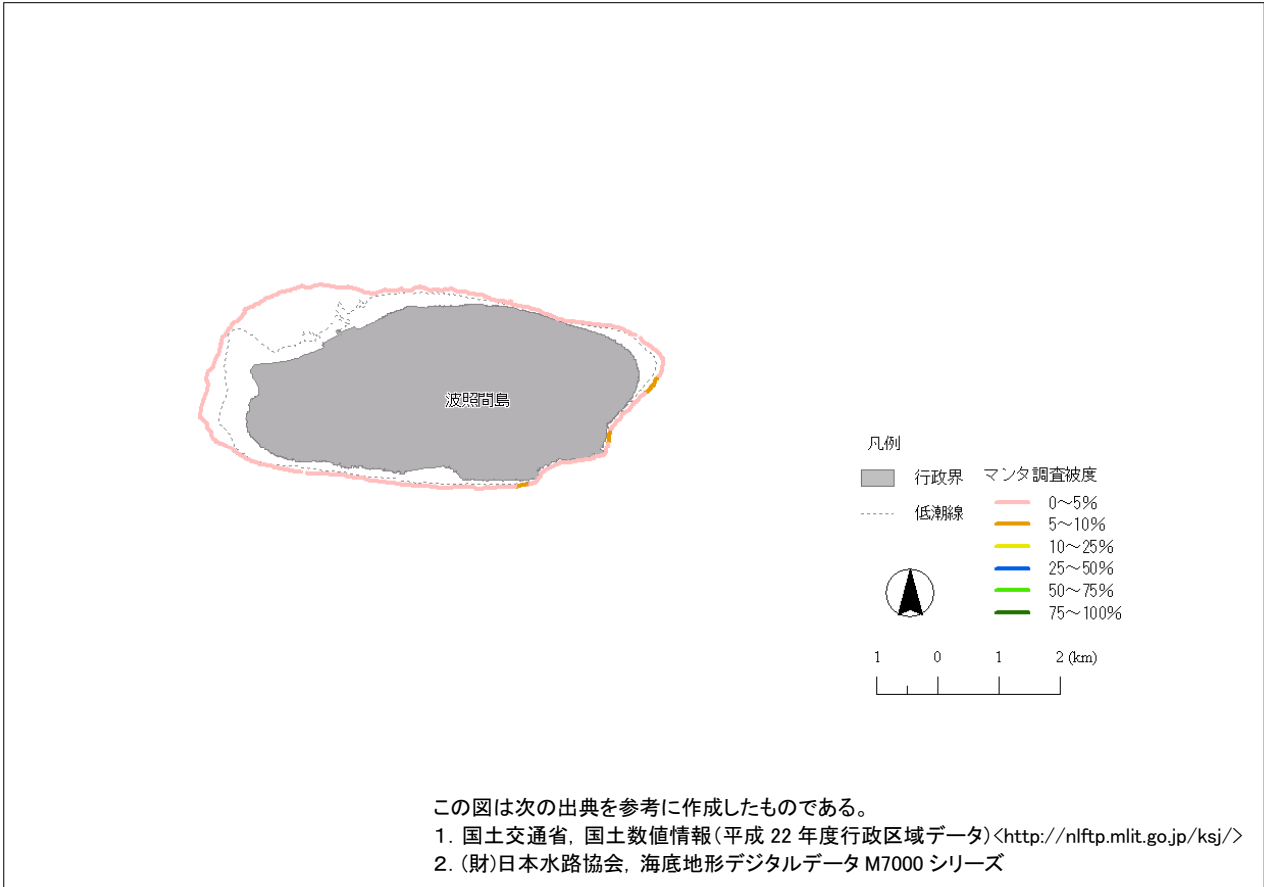 波照間島
凡例
行政界
低潮線
マンタ調査被度
0～5%
5～10%
10～25%
25～50%
50～75%
75～100%
1 0 1 2 (km)
この図は次の出典を参考に作成したものである。
1. 国土交通省, 国土数値情報(平成 22 年度行政区域データ)<http://nlftp.mlit.go.jp/ksj/>
2. (財)日本水路協会, 海底地形デジタルデータ M7000 シリーズ